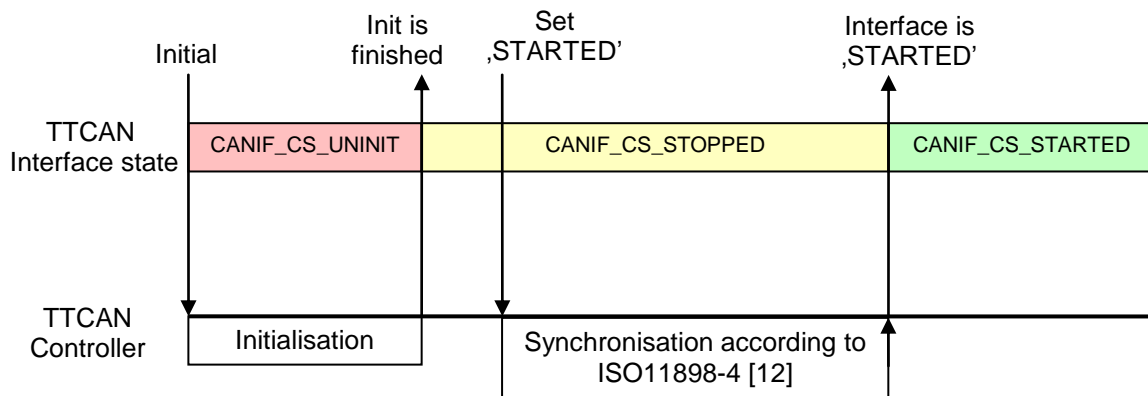 Initial
Init is
finished
Set
‚STARTED’
Interface is
‚STARTED’
TTCAN
Interface state
CANIF_CS_UNINIT
CANIF_CS_STOPPED
CANIF_CS_STARTED
TTCAN
Controller
Initialisation
Synchronisation according to
ISO11898-4 [12]